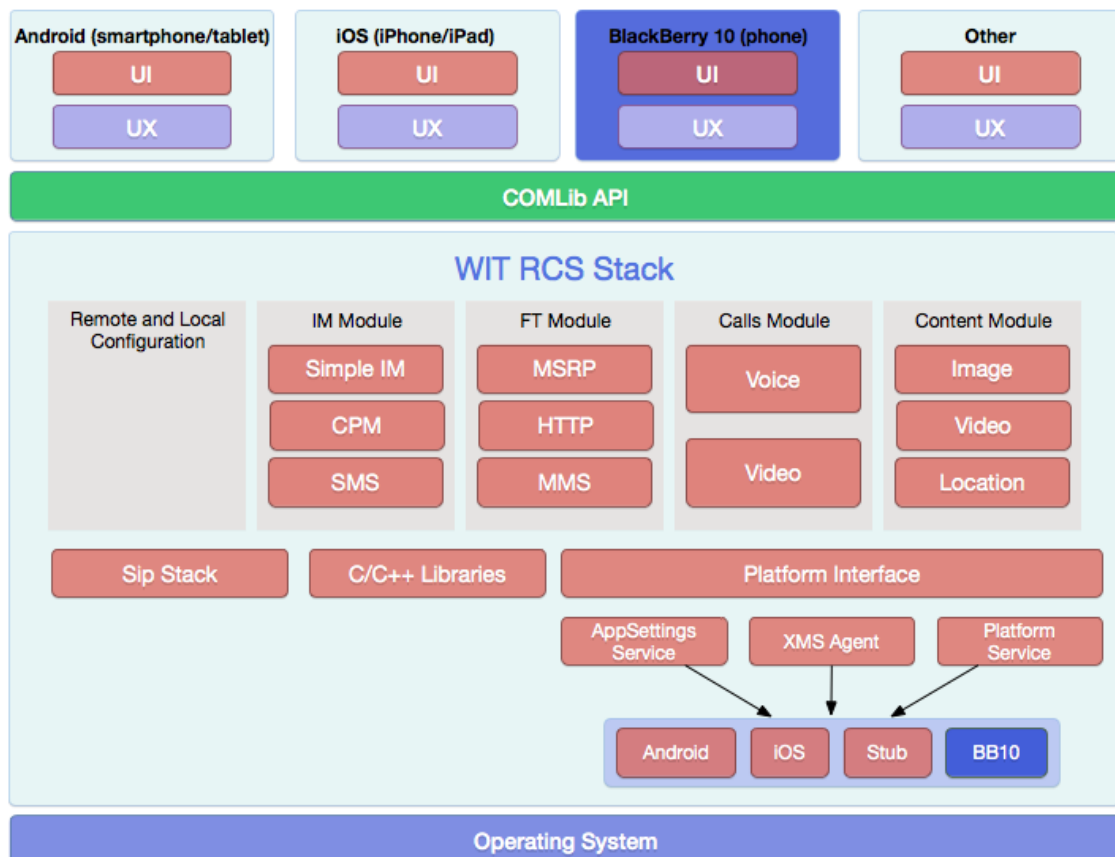 Android (smartphone/tablet)
UI
UX
iOS (iPhone/iPad)
UI
UX
BlackBerry 10 (phone)
UI
UX
Other
UI
UX
COMLib API
WIT RCS Stack
Remote and Local
Configuration
IM Module
Simple IM
CPM
SMS
FT Module
MSRP
HTTP
MMS
Calls Module
Voice
Video
Content Module
Image
Video
Location
Sip Stack
C/C++ Libraries
Platform Interface
AppSettings
Service
XMS Agent
Platform
Service
Android
iOS
Stub
BB10
Operating System